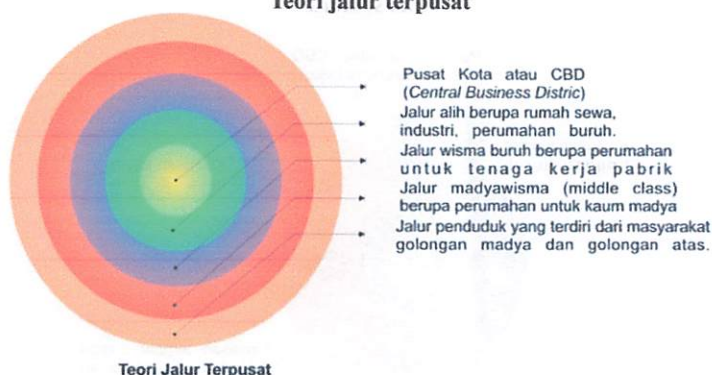 Teori jalur terpusat
Pusat Kota atau CBD
(Central Business Distric)
Jalur alih berupa rumah sewa,
industri, perumahan buruh.
Jalur wisma buruh berupa perumahan
untuk tenaga kerja pabrik
Jalur madyawisma (middle class)
berupa perumahan untuk kaum madya
Jalur penduduk yang terdiri dari masyarakat
golongan madya dan golongan atas.
Teori Jalur Terpusat